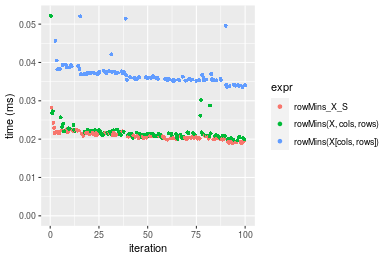 0.05
0.04
0.03
0.02
0.01
0.00
time (ms)
0
25
50
75
100
iteration
expr
rowMins_X_S
rowMins(X, cols, rows)
rowMins(X[cols, rows])